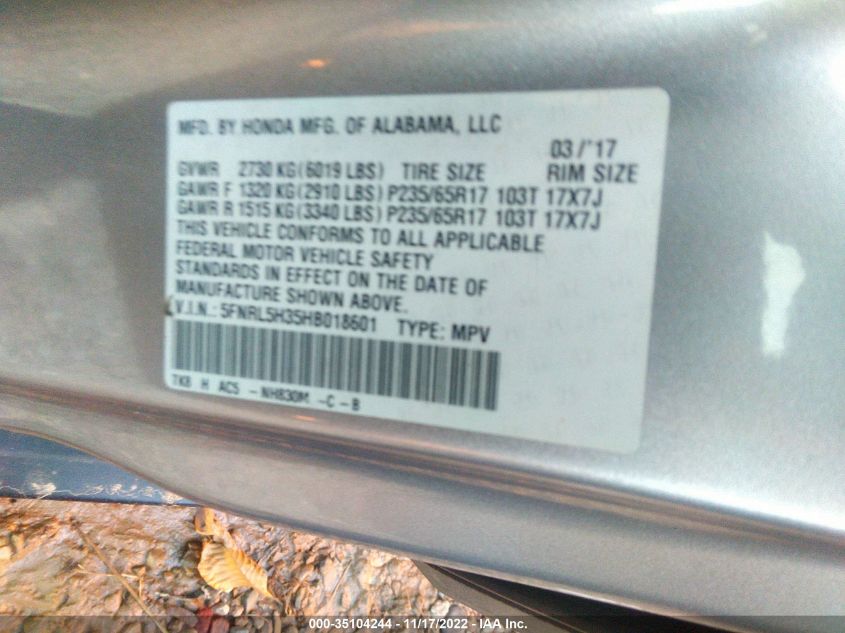 MFD. BY HONDA MFG. OF ALABAMA, LLC
03/'17
GVWR 2730 KG(6019 LBS) TIRE SIZE RIM SIZE
GAWR F 1320 KG(2910 LBS) P235/65R17 103T 17X7J
GAWR R 1515 KG(3340 LBS) P235/65R17 103T 17X7J
THIS VEHICLE CONFORMS TO ALL APPLICABLE
FEDERAL MOTOR VEHICLE SAFETY
STANDARDS IN EFFECT ON THE DATE OF
MANUFACTURE SHOWN ABOVE.
V.I.N.: 5FNRL5H35HB018601 TYPE: MPV
TK8 H AC5 -NH830M -C-B
000-35104244 - 11/17/2022 - IAA Inc.